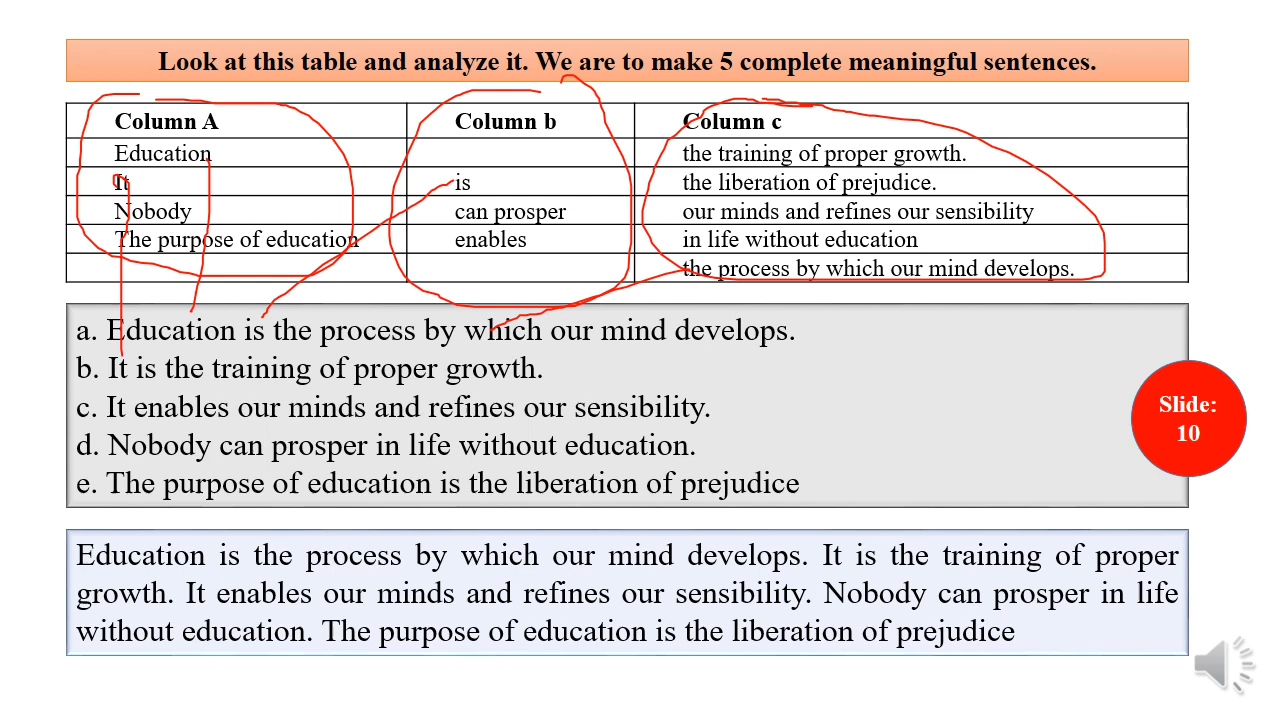 Look at this table and analyze it. We are to make 5 complete meaningful sentences.
Column A Column b Column c
Education the training of proper growth.
It is the liberation of prejudice.
Nobody can prosper our minds and refines our sensibility
The purpose of education enables in life without education
the process by which our mind develops.
a. Education is the process by which our mind develops.
b. It is the training of proper growth.
c. It enables our minds and refines our sensibility.
d. Nobody can prosper in life without education.
e. The purpose of education is the liberation of prejudice
Slide:
10
Education is the process by which our mind develops. It is the training of proper
growth. It enables our minds and refines our sensibility. Nobody can prosper in life
without education. The purpose of education is the liberation of prejudice